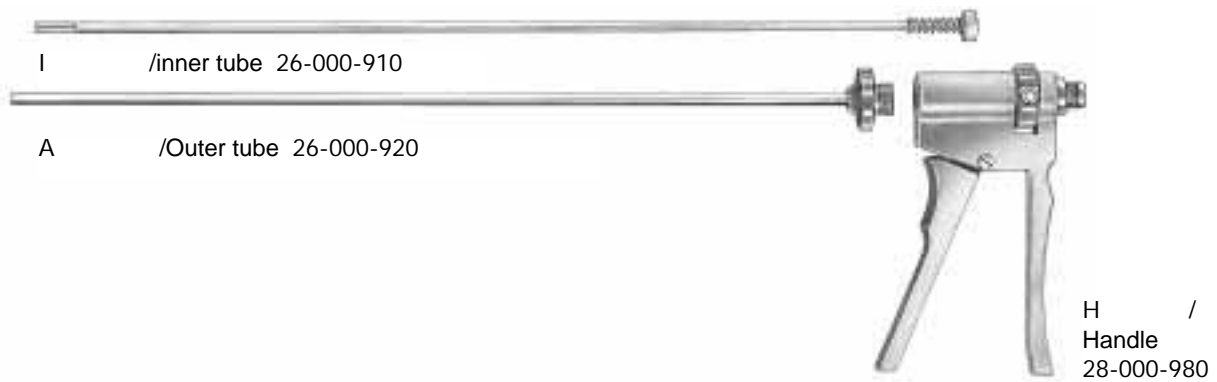 I /inner tube 26-000-910
A /Outer tube 26-000-920
H /
Handle
28-000-980